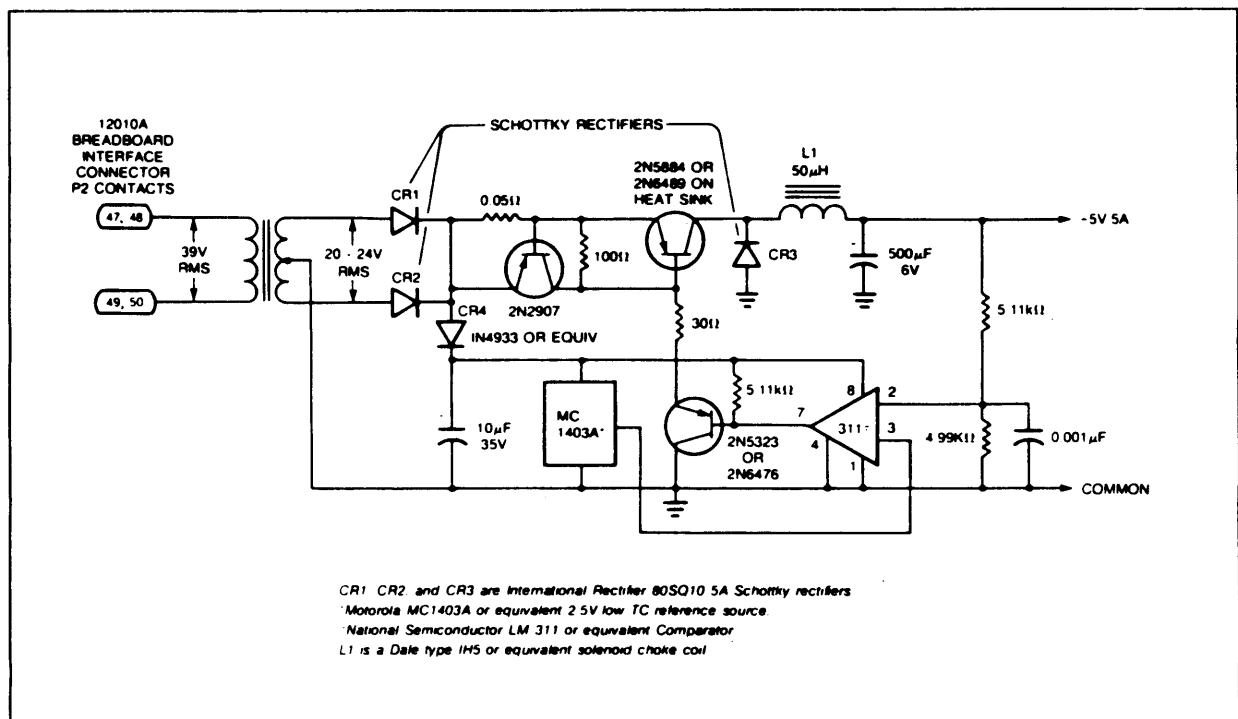 12010A
BREADBOARD
INTERFACE
CONNECTOR
P2 CONTACTS
47, 48
49, 50
39V
RMS
20 - 24V
RMS
CR1
CR2
SCHOTTKY RECTIFIERS
0.05Ω
100Ω
2N2907
CR4
IN4933 OR EQUIV
2N5884 OR
2N6489 ON
HEAT SINK
CR3
L1
50μH
500μF
6V
-5V 5A
5 11kΩ
30Ω
5 11kΩ
10μF
35V
MC
1403A*
2N5323
OR
2N6476
7
8
2
3
4
1
311
4 99KΩ
0.001μF
COMMON
CR1 CR2 and CR3 are International Rectifier 80SQ10 5A Schottky rectifiers
*Motorola MC1403A or equivalent 2 5V low TC reference source
National Semiconductor LM 311 or equivalent Comparator
L1 is a Dale type IH5 or equivalent solenoid choke coil